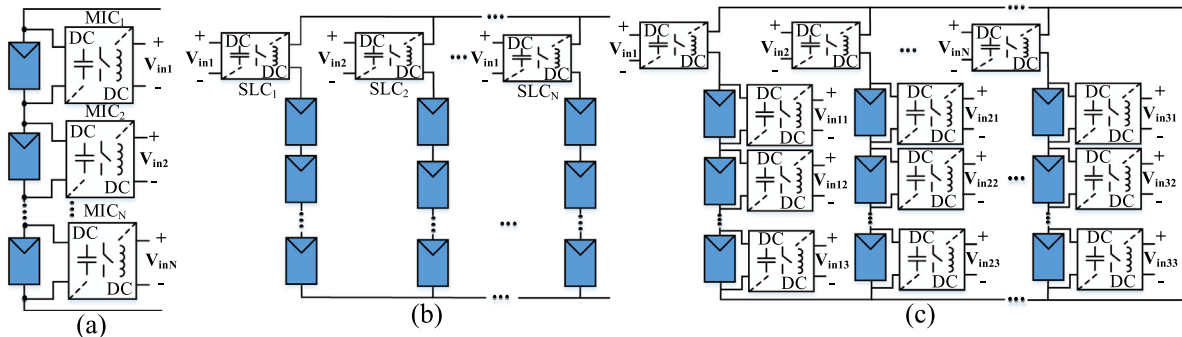 MIC1
DC
DC
+
Vin1
-
MIC2
DC
DC
+
Vin2
-
MICN
DC
DC
+
VinN
-
(a)
+
Vin1
-
DC
DC
SLC1
+
Vin2
-
DC
DC
SLC2
+
Vin1
-
DC
DC
SLCN
(b)
+
Vin1
-
DC
DC
+
Vin2
-
DC
DC
+
VinN
-
DC
DC
DC
DC
+
Vin11
-
DC
DC
+
Vin21
-
DC
DC
+
Vin31
-
DC
DC
+
Vin12
-
DC
DC
+
Vin22
-
DC
DC
+
Vin32
-
DC
DC
+
Vin13
-
DC
DC
+
Vin23
-
DC
DC
+
Vin33
-
(c)